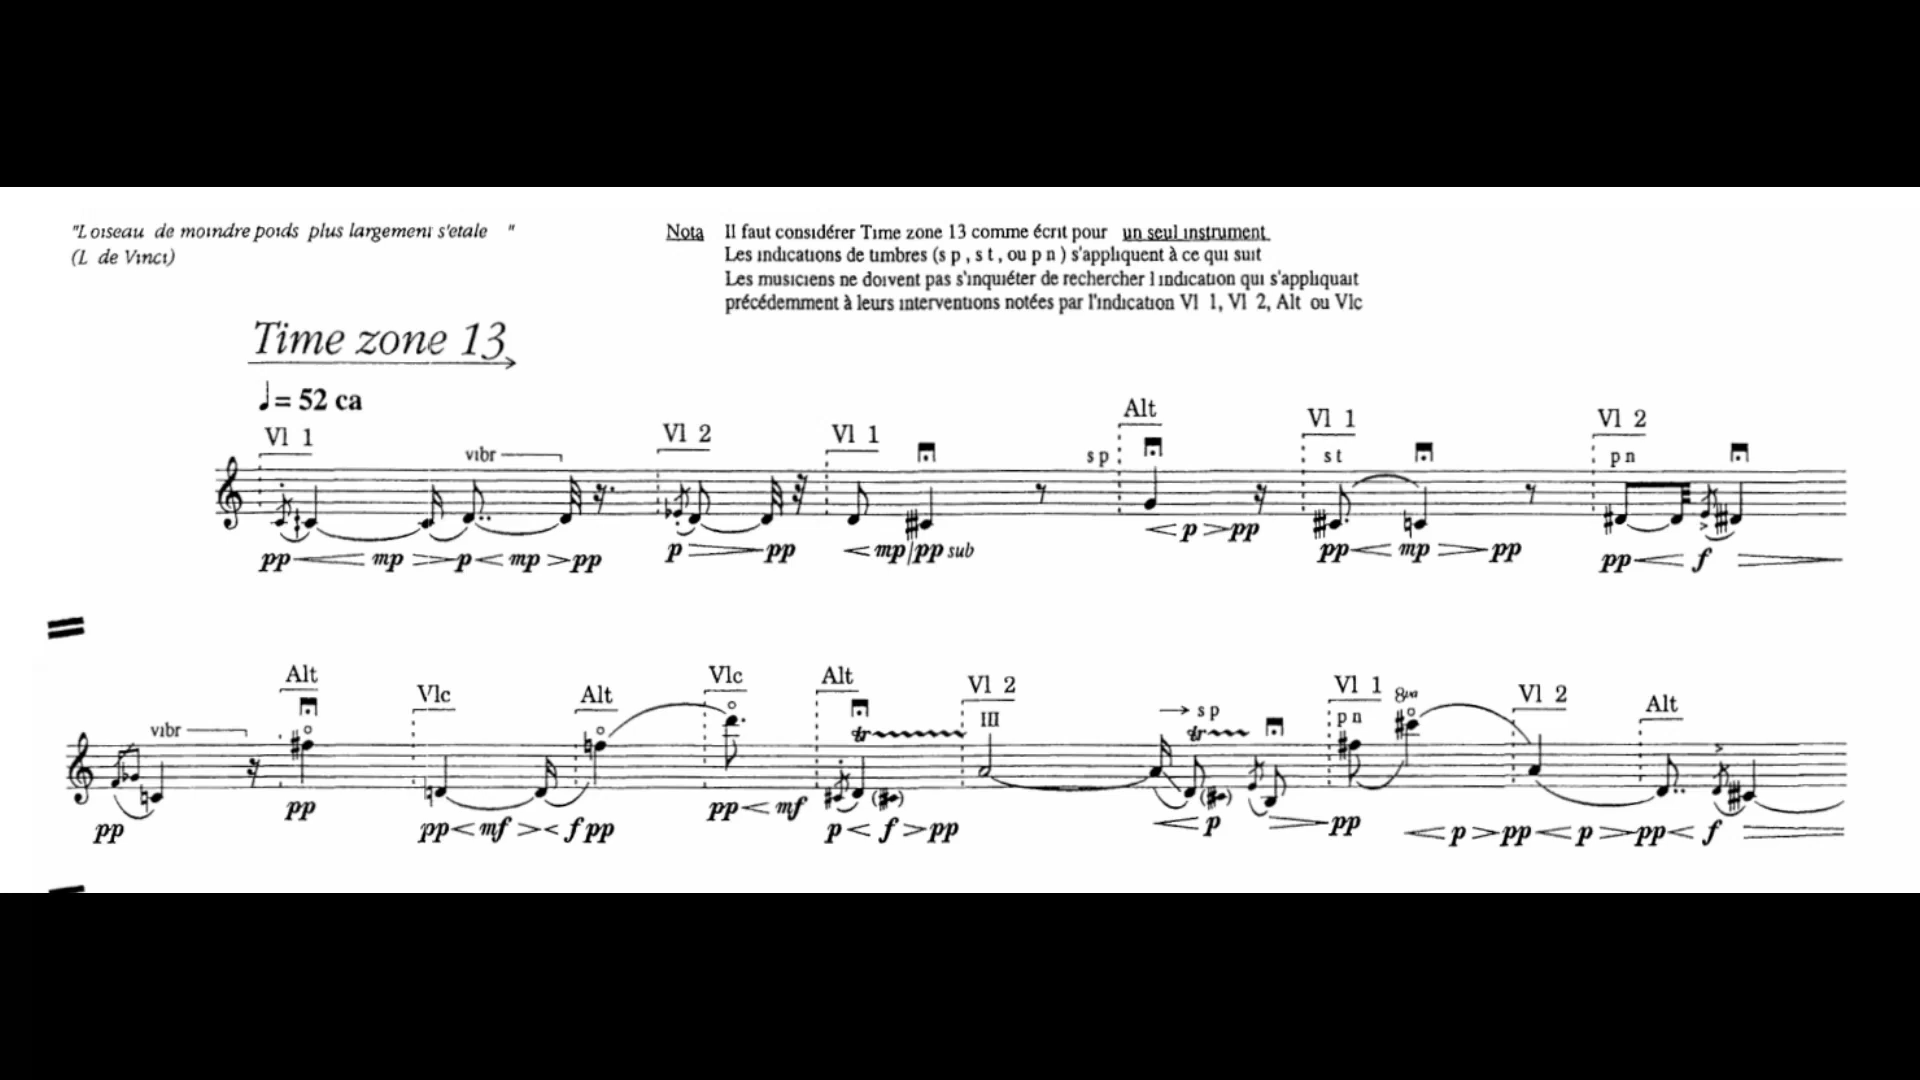 "L oiseau de moindre poids plus largement s'etale "
(L de Vinci)
Nota Il faut considérer Time zone 13 comme écrit pour un seul instrument
Les indications de timbres (s p , s t , ou p n ) s'appliquent à ce qui suit
Les musiciens ne doivent pas s'inquiéter de rechercher l indication qui s'appliquait
précédemment à leurs interventions notées par l'indication Vl 1, Vl 2, Alt ou Vlc
Time zone 13
♩= 52 ca
Vl 1 Vl 2 Vl 1 Alt Vl 1 Vl 2
vibr s p s t p n
pp mp p mp pp p pp mp|pp sub p pp pp mp pp pp f
Alt Vlc Alt Vlc Alt Vl 2 Vl 1 8va Vl 2 Alt
vibr tr III → s p tr p n
pp pp pp mf f pp pp mf p f pp p pp p pp p pp f